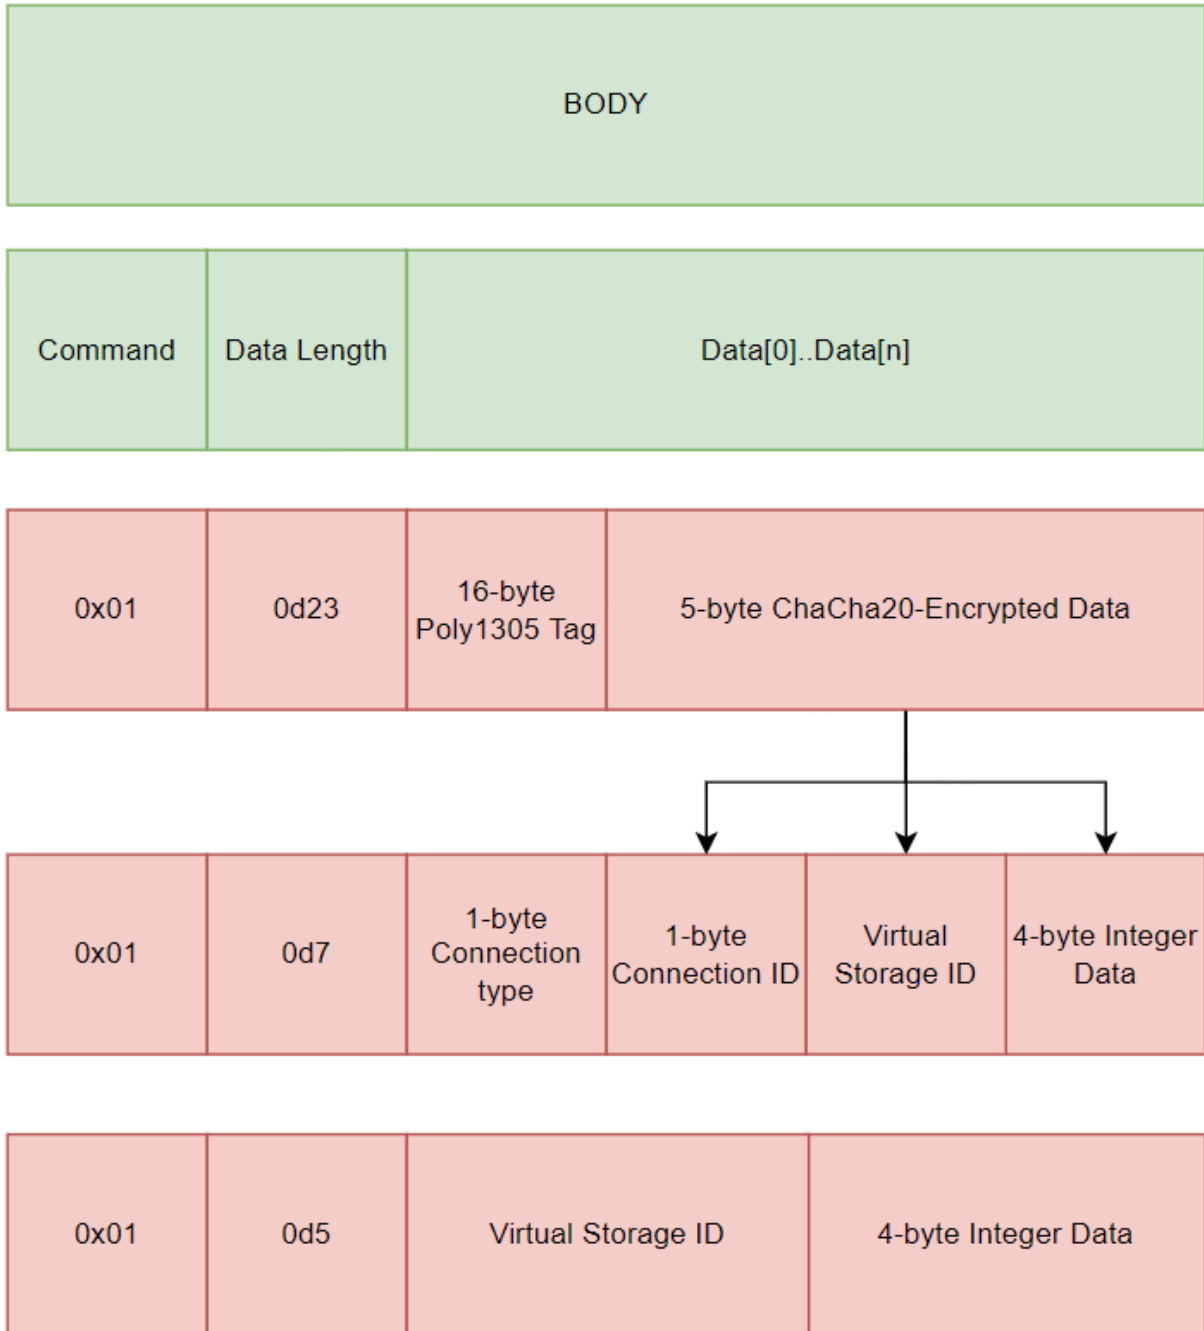 BODY
Command
Data Length
Data[0]..Data[n]
0x01
0d23
16-byte
Poly1305 Tag
5-byte ChaCha20-Encrypted Data
0x01
0d7
1-byte
Connection
type
1-byte
Connection ID
Virtual
Storage ID
4-byte Integer
Data
0x01
0d5
Virtual Storage ID
4-byte Integer Data